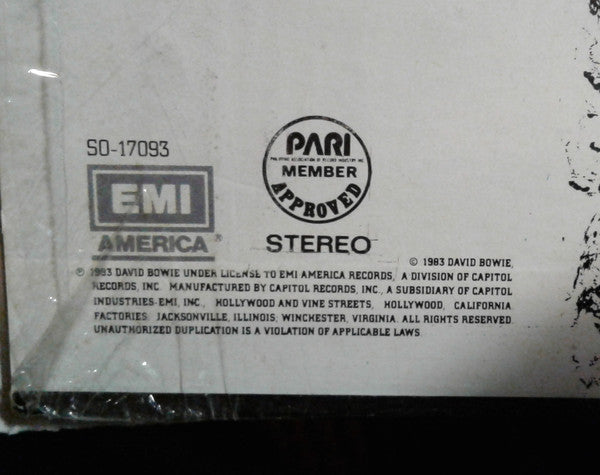 SO-17093
EMI
AMERICA®
PARI
PHILIPPINE ASSOCIATION OF RECORD INDUSTRY INC.
MEMBER
APPROVED
STEREO
© 1983 DAVID BOWIE,
℗ 1983 DAVID BOWIE UNDER LICENSE TO EMI AMERICA RECORDS, A DIVISION OF CAPITOL
RECORDS, INC. MANUFACTURED BY CAPITOL RECORDS, INC., A SUBSIDIARY OF CAPITOL
INDUSTRIES-EMI, INC., HOLLYWOOD AND VINE STREETS, HOLLYWOOD, CALIFORNIA.
FACTORIES: JACKSONVILLE, ILLINOIS; WINCHESTER, VIRGINIA. ALL RIGHTS RESERVED.
UNAUTHORIZED DUPLICATION IS A VIOLATION OF APPLICABLE LAWS.